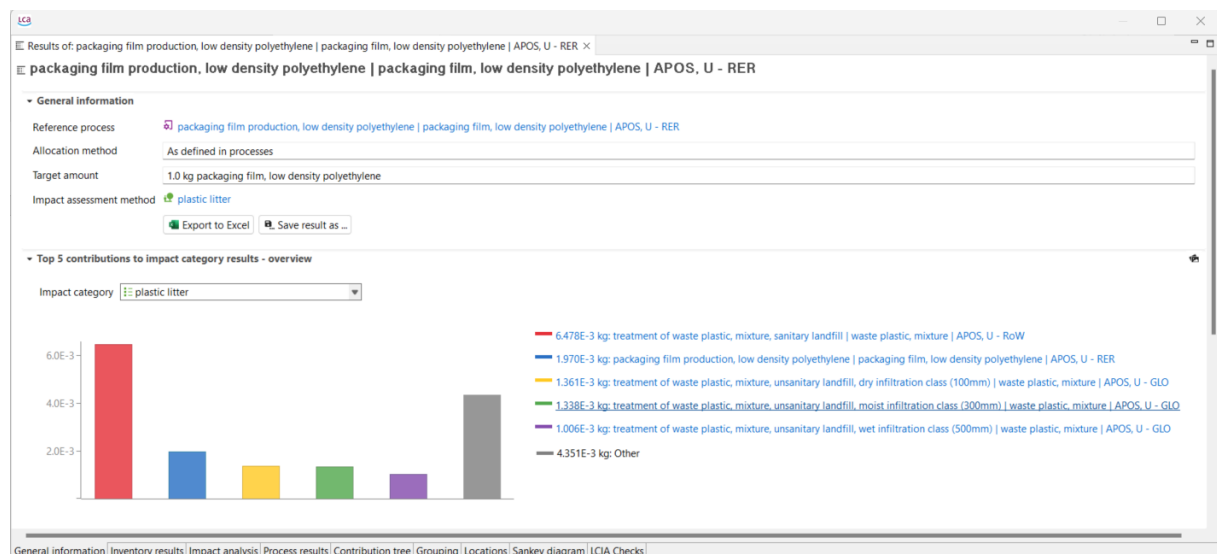 LCA
Results of: packaging film production, low density polyethylene | packaging film, low density polyethylene | APOS, U - RER
packaging film production, low density polyethylene | packaging film, low density polyethylene | APOS, U - RER
General information
Reference process packaging film production, low density polyethylene | packaging film, low density polyethylene | APOS, U - RER
Allocation method As defined in processes
Target amount 1.0 kg packaging film, low density polyethylene
Impact assessment method plastic litter
Export to Excel Save result as ...
Top 5 contributions to impact category results - overview
Impact category plastic litter
6.0E-3
4.0E-3
2.0E-3
6.478E-3 kg: treatment of waste plastic, mixture, sanitary landfill | waste plastic, mixture | APOS, U - RoW
1.970E-3 kg: packaging film production, low density polyethylene | packaging film, low density polyethylene | APOS, U - RER
1.361E-3 kg: treatment of waste plastic, mixture, unsanitary landfill, dry infiltration class (100mm) | waste plastic, mixture | APOS, U - GLO
1.338E-3 kg: treatment of waste plastic, mixture, unsanitary landfill, moist infiltration class (300mm) | waste plastic, mixture | APOS, U - GLO
1.006E-3 kg: treatment of waste plastic, mixture, unsanitary landfill, wet infiltration class (500mm) | waste plastic, mixture | APOS, U - GLO
4.351E-3 kg: Other
General information Inventory results Impact analysis Process results Contribution tree Grouping Locations Sankey diagram LCIA Checks